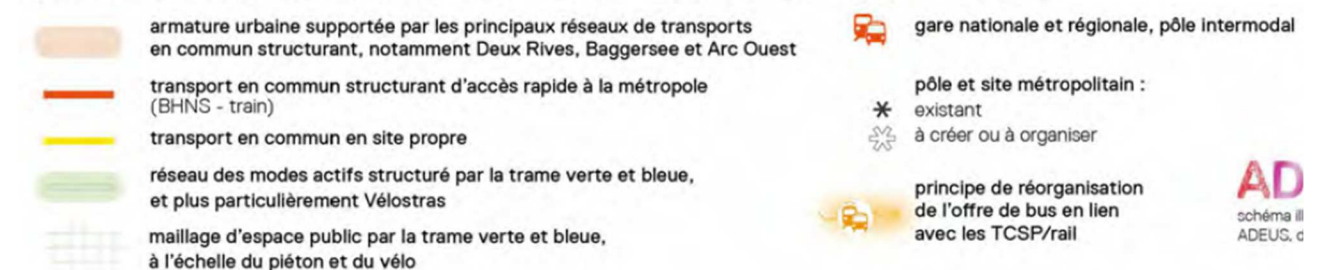 armature urbaine supportée par les principaux réseaux de transports
en commun structurant, notamment Deux Rives, Baggersee et Arc Ouest
transport en commun structurant d'accès rapide à la métropole
(BHNS - train)
transport en commun en site propre
réseau des modes actifs structuré par la trame verte et bleue,
et plus particulièrement Vélostras
maillage d'espace public par la trame verte et bleue,
à l'échelle du piéton et du vélo
gare nationale et régionale, pôle intermodal
pôle et site métropolitain :
existant
à créer ou à organiser
principe de réorganisation
de l'offre de bus en lien
avec les TCSP/rail
AD
schéma
ADEUS,